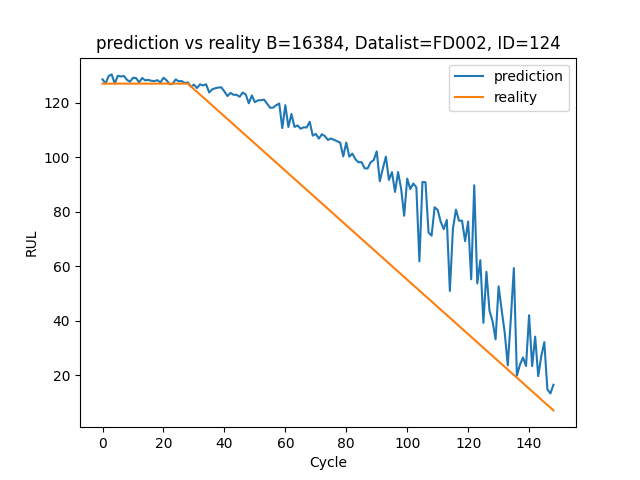 prediction vs reality B=16384, Datalist=FD002, ID=124
prediction
reality
RUL
120
100
80
60
40
20
0 20 40 60 80 100 120 140
Cycle